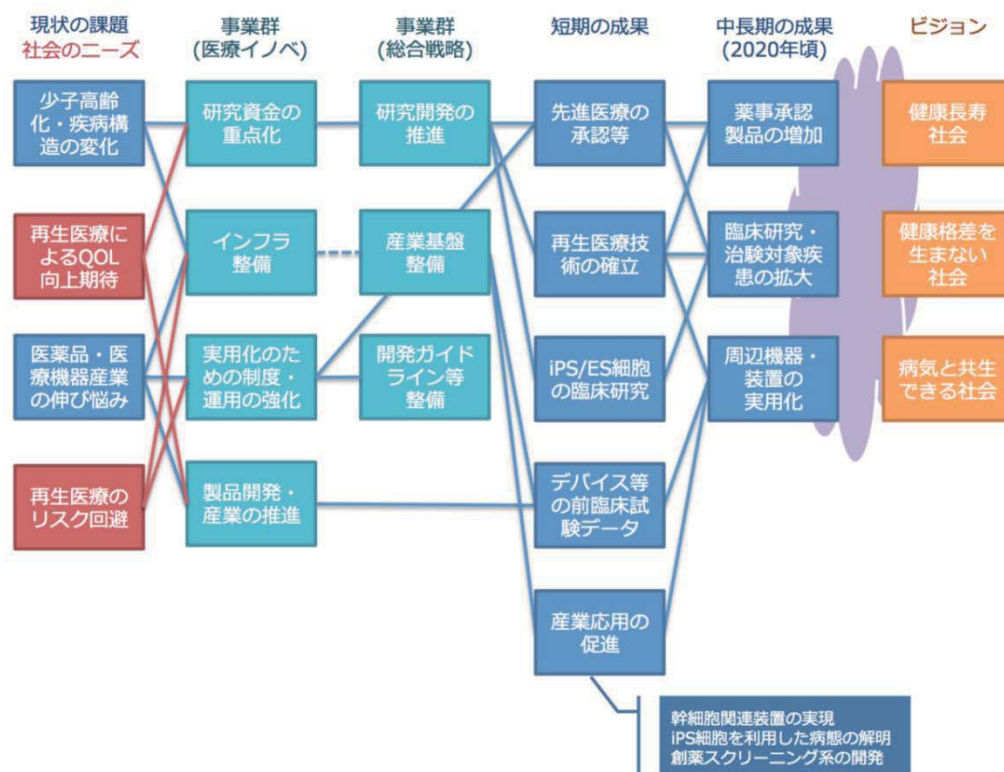 現状の課題
社会のニーズ
事業群
(医療イノベ)
事業群
(総合戦略)
短期の成果
中長期の成果
(2020年頃)
ビジョン
少子高齢
化・疾病構
造の変化
研究資金の
重点化
研究開発の
推進
先進医療の
承認等
薬事承認
製品の増加
健康長寿
社会
再生医療に
よるQOL
向上期待
インフラ
整備
産業基盤
整備
再生医療技
術の確立
臨床研究・
治験対象疾
患の拡大
健康格差を
生まない
社会
医薬品・医
療機器産業
の伸び悩み
実用化のた
めの制度・
運用の強化
開発ガイド
ライン等
整備
iPS/ES細胞
の臨床研究
周辺機器・
装置の
実用化
病気と共生
できる社会
再生医療の
リスク回避
製品開発・
産業の推進
デバイス等
の前臨床試
験データ
産業応用の
促進
幹細胞関連装置の実現
iPS細胞を利用した病態の解明
創薬スクリーニング系の開発